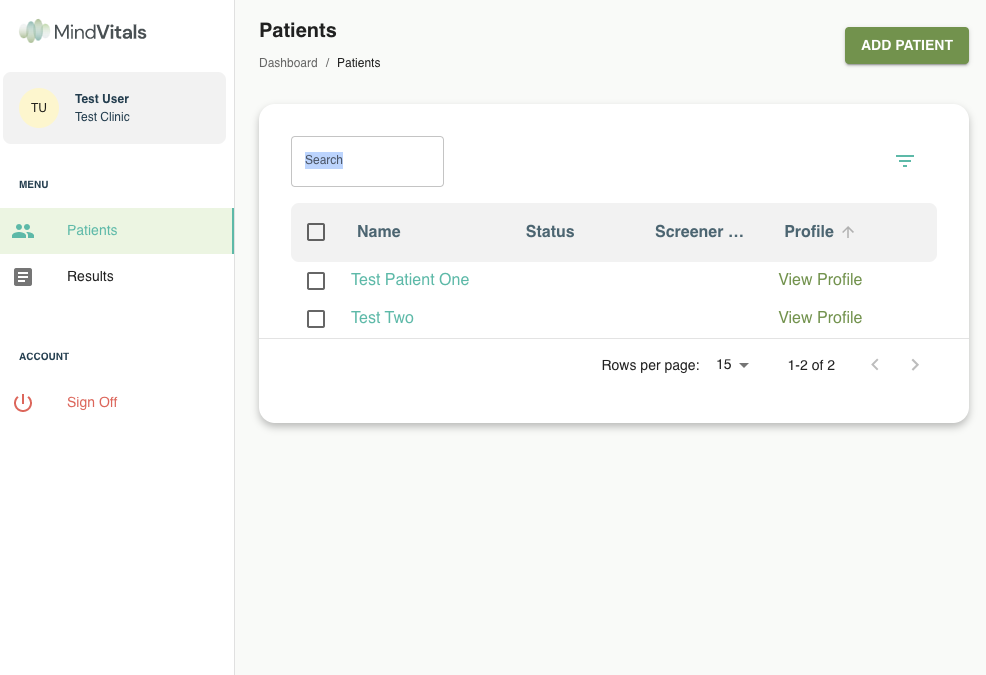 MindVitals
TU
Test User
Test Clinic
MENU
Patients
Results
ACCOUNT
Sign Off
Patients
Dashboard / Patients
ADD PATIENT
Search
Name Status Screener ... Profile
Test Patient One View Profile
Test Two View Profile
Rows per page: 15 1-2 of 2